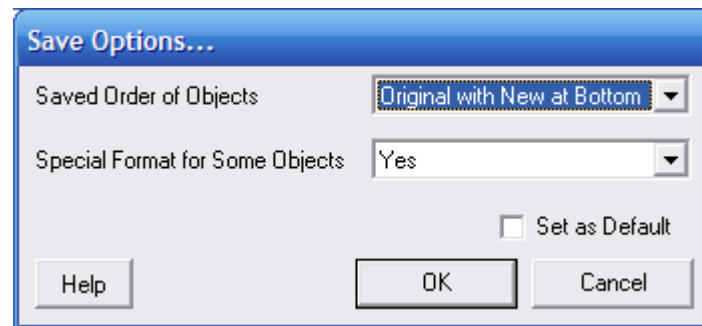 Save Options...
Saved Order of Objects Original with New at Bottom
Special Format for Some Objects Yes
Set as Default
Help OK Cancel